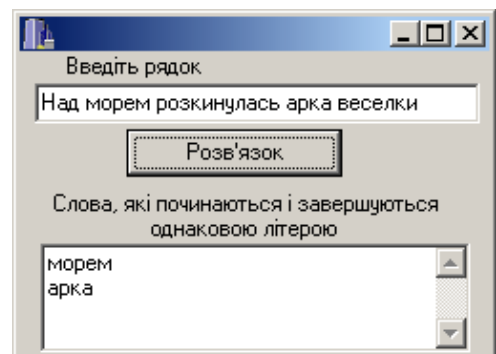 Введіть рядок
Над морем розкинулась арка веселки
Розв'язок
Слова, які починаються і завершуються
однаковою літерою
морем
арка